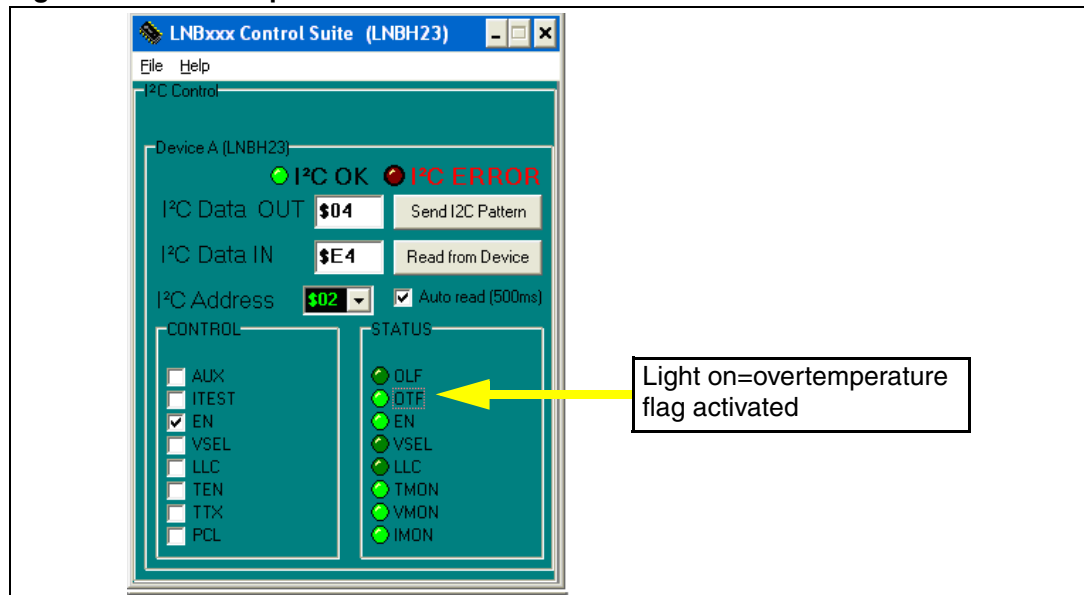 LNBxxx Control Suite (LNBH23)
File Help
I²C Control
Device A (LNBH23)
I²C OK I²C ERROR
I²C Data OUT $04 Send I2C Pattern
I²C Data IN $E4 Read from Device
I²C Address $02 Auto read (500ms)
CONTROL
AUX
ITEST
EN
VSEL
LLC
TEN
TTX
PCL
STATUS
OLF
OTF
EN
VSEL
LLC
TMON
VMON
IMON
Light on=overtemperature
flag activated